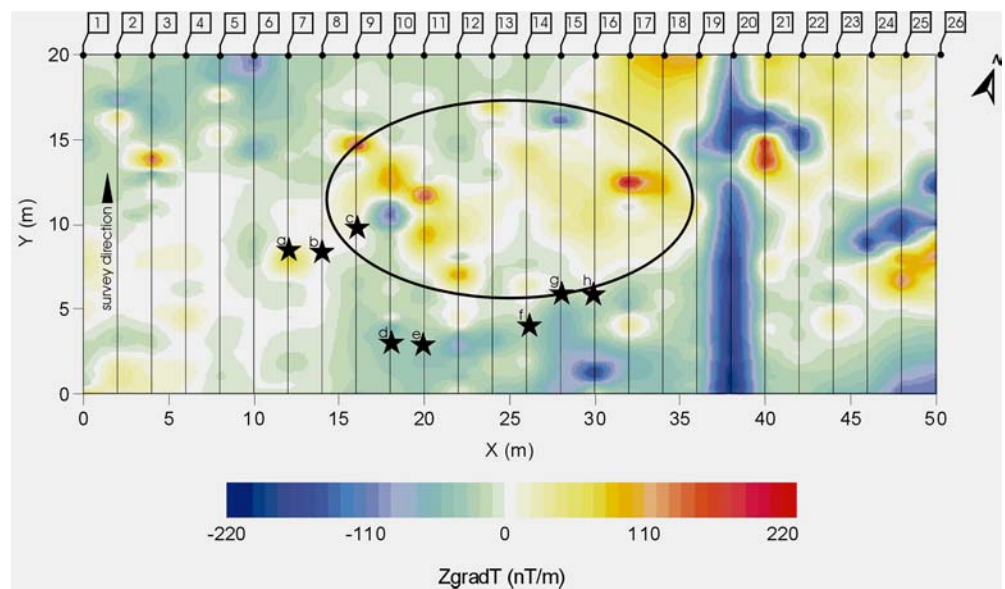 1 2 3 4 5 6 7 8 9 10 11 12 13 14 15 16 17 18 19 20 21 22 23 24 25 26
N
20
15
10
5
0
Y (m)
survey direction
a b c
d e f g h
0 5 10 15 20 25 30 35 40 45 50
X (m)
-220 -110 0 110 220
ZgradT (nT/m)